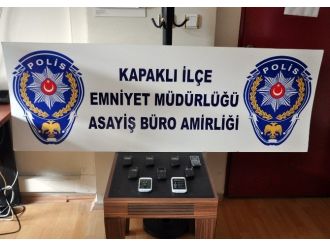 POLİS
KAPAKLI İLÇE
EMNİYET MÜDÜRLÜĞÜ
ASAYİŞ BÜRO AMİRLİĞİ
POLİS